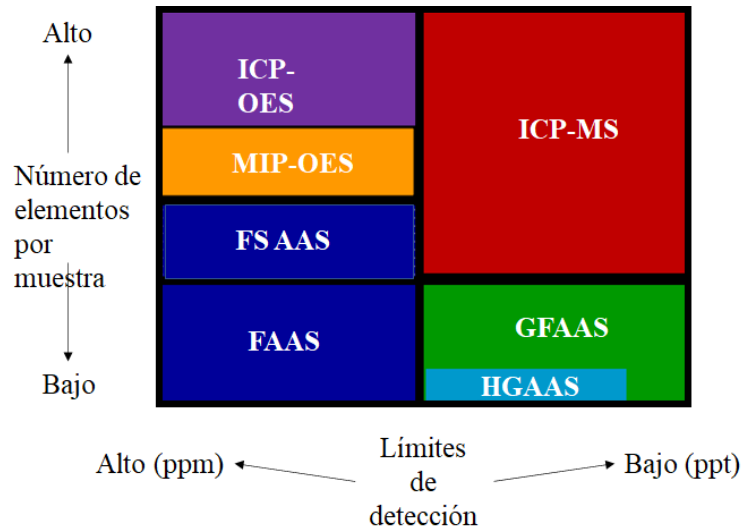 Alto
Número de
elementos
por
muestra
Bajo
ICP-
OES
MIP-OES
FS AAS
FAAS
ICP-MS
GFAAS
HGAAS
Alto (ppm)
Límites
de
detección
Bajo (ppt)